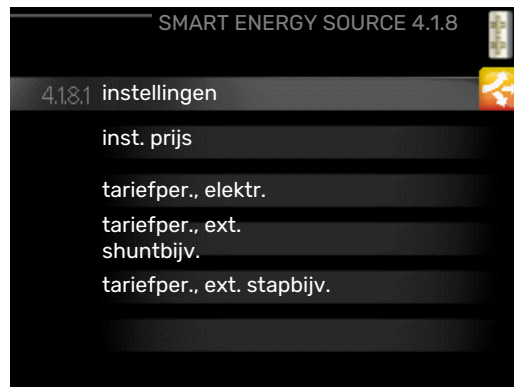 SMART ENERGY SOURCE 4.1.8
4.1.8.1 instellingen
inst. prijs
tariefper., elektr.
tariefper., ext.
shuntbijv.
tariefper., ext. stapbijv.